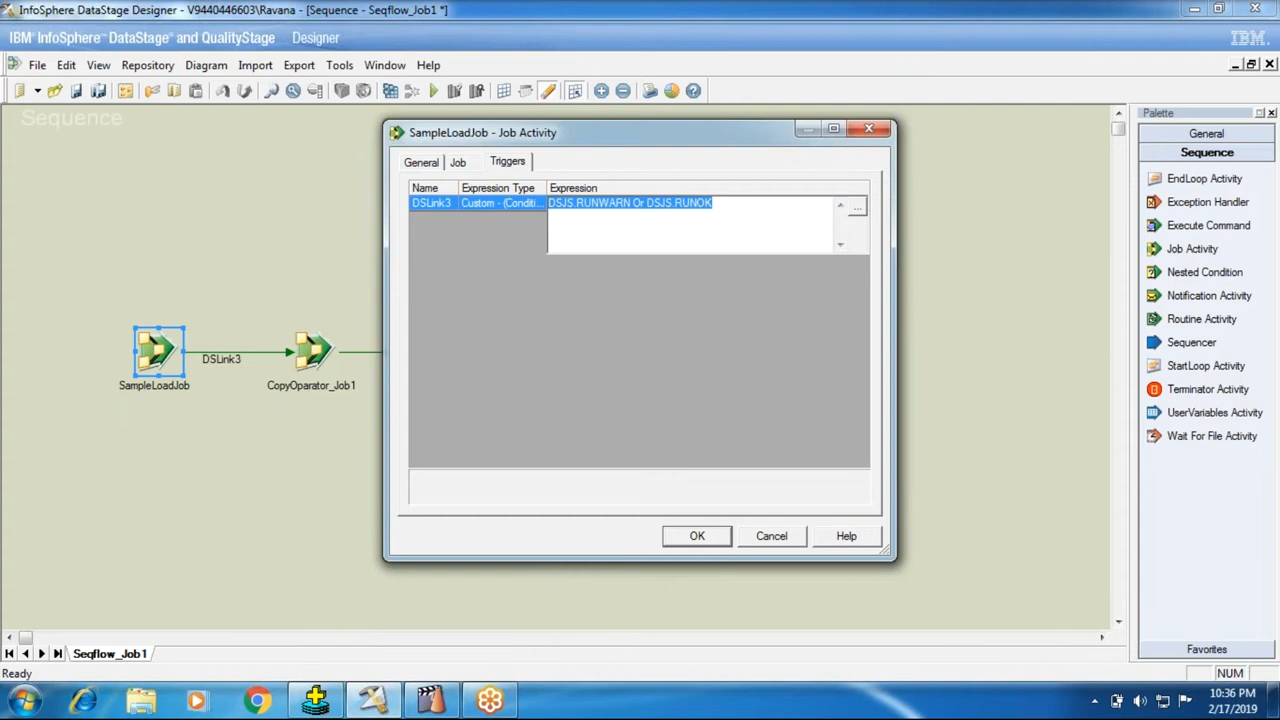 InfoSphere DataStage Designer - V9440446603\Ravana - [Sequence - Seqflow_Job1 *]
IBM® InfoSphere™ DataStage® and QualityStage Designer
IBM
File Edit View Repository Diagram Import Export Tools Window Help
Sequence
SampleLoadJob - Job Activity
General Job Triggers
Name Expression Type Expression
DSLink3 Custom - (Conditi... DSJS.RUNWARN Or DSJS.RUNOK
...
OK Cancel Help
DSLink3
SampleLoadJob
CopyOparator_Job1
Palette
General
Sequence
EndLoop Activity
Exception Handler
Execute Command
Job Activity
Nested Condition
Notification Activity
Routine Activity
Sequencer
StartLoop Activity
Terminator Activity
UserVariables Activity
Wait For File Activity
Favorites
Seqflow_Job1
Ready
NUM
10:36 PM
2/17/2019